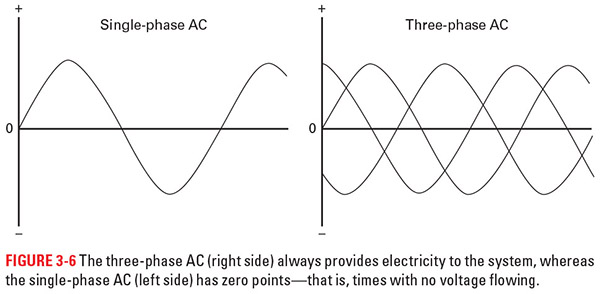 +
Single-phase AC
0
–
+
Three-phase AC
0
–
FIGURE 3-6 The three-phase AC (right side) always provides electricity to the system, whereas
the single-phase AC (left side) has zero points—that is, times with no voltage flowing.